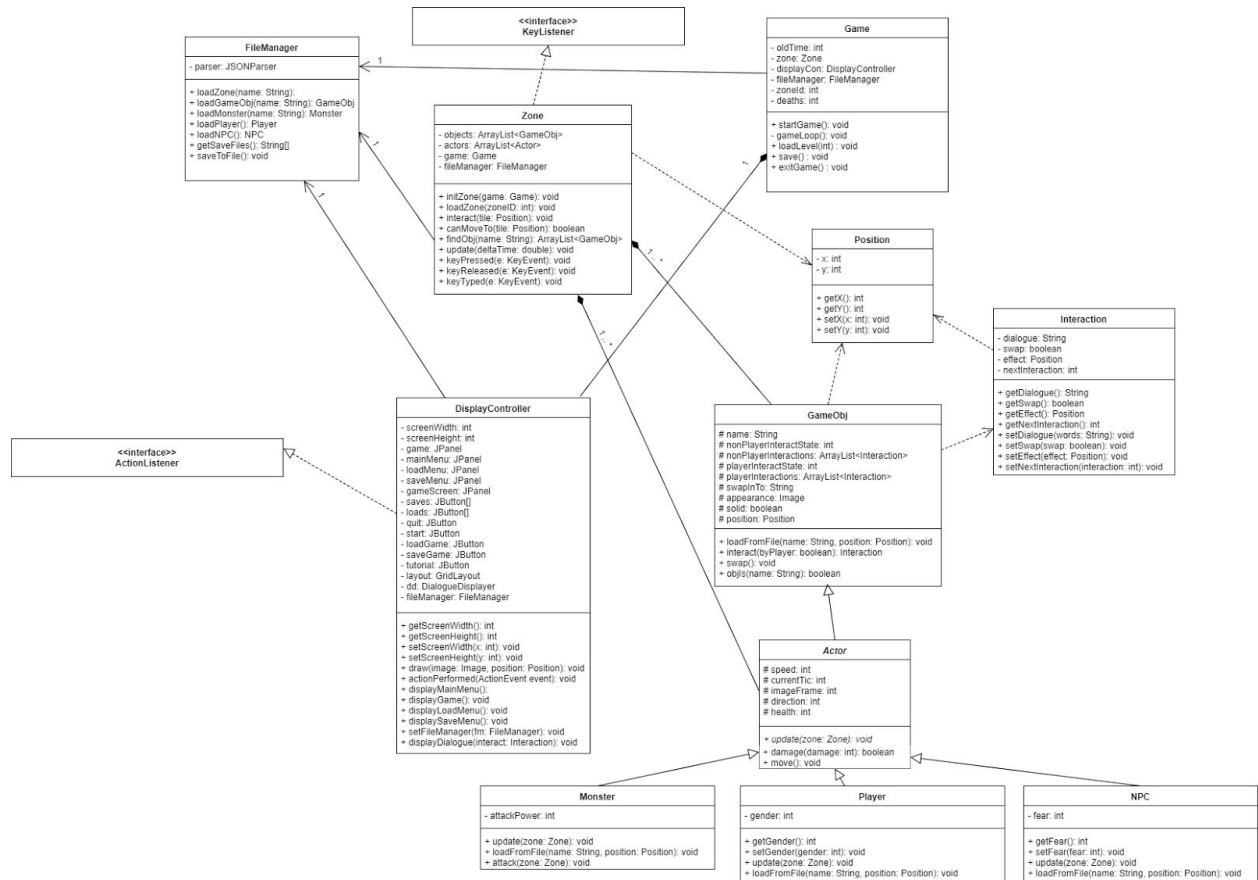 <<interface>>
KeyListener
Game
- oldTime: int
- zone: Zone
- displayCon: DisplayController
- fileManager: FileManager
- zoneId: int
- deaths: int
+ startGame(): void
- gameLoop(): void
+ loadLevel(int) : void
+ save() : void
+ exitGame() : void
FileManager
- parser: JSONParser
+ loadZone(name: String):
+ loadGameObj(name: String): GameObj
+ loadMonster(name: String): Monster
+ loadPlayer(): Player
+ loadNPC(): NPC
+ getSaveFiles(): String[]
+ saveToFile(): void
1
1
1
1
Zone
- objects: ArrayList<GameObj>
- actors: ArrayList<Actor>
- game: Game
- fileManager: FileManager
+ initZone(game: Game): void
+ loadZone(zoneID: int): void
+ interact(tile: Position): void
+ canMoveTo(tile: Position): boolean
+ findObj(name: String): ArrayList<GameObj>
+ update(deltaTime: double): void
+ keyPressed(e: KeyEvent): void
+ keyReleased(e: KeyEvent): void
+ keyTyped(e: KeyEvent): void
1.. *
1.. *
Position
- x: int
- y: int
+ getX(): int
+ getY(): int
+ setX(x: int): void
+ setY(y: int): void
Interaction
- dialogue: String
- swap: boolean
- effect: Position
- nextInteraction: int
+ getDialogue(): String
+ getSwap(): boolean
+ getEffect(): Position
+ getNextInteraction(): int
+ setDialogue(words: String): void
+ setSwap(swap: boolean): void
+ setEffect(effect: Position): void
+ setNextInteraction(interaction: int): void
<<interface>>
ActionListener
DisplayController
- screenWidth: int
- screenHeight: int
- game: JPanel
- mainMenu: JPanel
- loadMenu: JPanel
- saveMenu: JPanel
- gameScreen: JPanel
- saves: JButton[]
- loads: JButton[]
- quit: JButton
- start: JButton
- loadGame: JButton
- saveGame: JButton
- tutorial: JButton
- layout: GridLayout
- dd: DialogueDisplayer
- fileManager: FileManager
+ getScreenWidth(): int
+ getScreenHeight(): int
+ setScreenWidth(x: int): void
+ setScreenHeight(y: int): void
+ draw(image: Image, position: Position): void
+ actionPerformed(ActionEvent event): void
+ displayMainMenu():
+ displayGame(): void
+ displayLoadMenu(): void
+ displaySaveMenu(): void
+ setFileManager(fm: FileManager): void
+ displayDialogue(interact: Interaction): void
GameObj
# name: String
# nonPlayerInteractState: int
# nonPlayerInteractions: ArrayList<Interaction>
# playerInteractState: int
# playerInteractions: ArrayList<Interaction>
# swapInTo: String
# appearance: Image
# solid: boolean
# position: Position
+ loadFromFile(name: String, position: Position): void
+ interact(byPlayer: boolean): Interaction
+ swap(): void
+ objIs(name: String): boolean
Actor
# speed: int
# currentTic: int
# imageFrame: int
# direction: int
# health: int
+ update(zone: Zone): void
+ damage(damage: int): boolean
+ move(): void
Monster
- attackPower: int
+ update(zone: Zone): void
+ loadFromFile(name: String, position: Position): void
+ attack(zone: Zone): void
Player
- gender: int
+ getGender(): int
+ setGender(gender: int): void
+ update(zone: Zone): void
+ loadFromFile(name: String, position: Position): void
NPC
- fear: int
+ getFear(): int
+ setFear(fear: int): void
+ update(zone: Zone): void
+ loadFromFile(name: String, position: Position): void